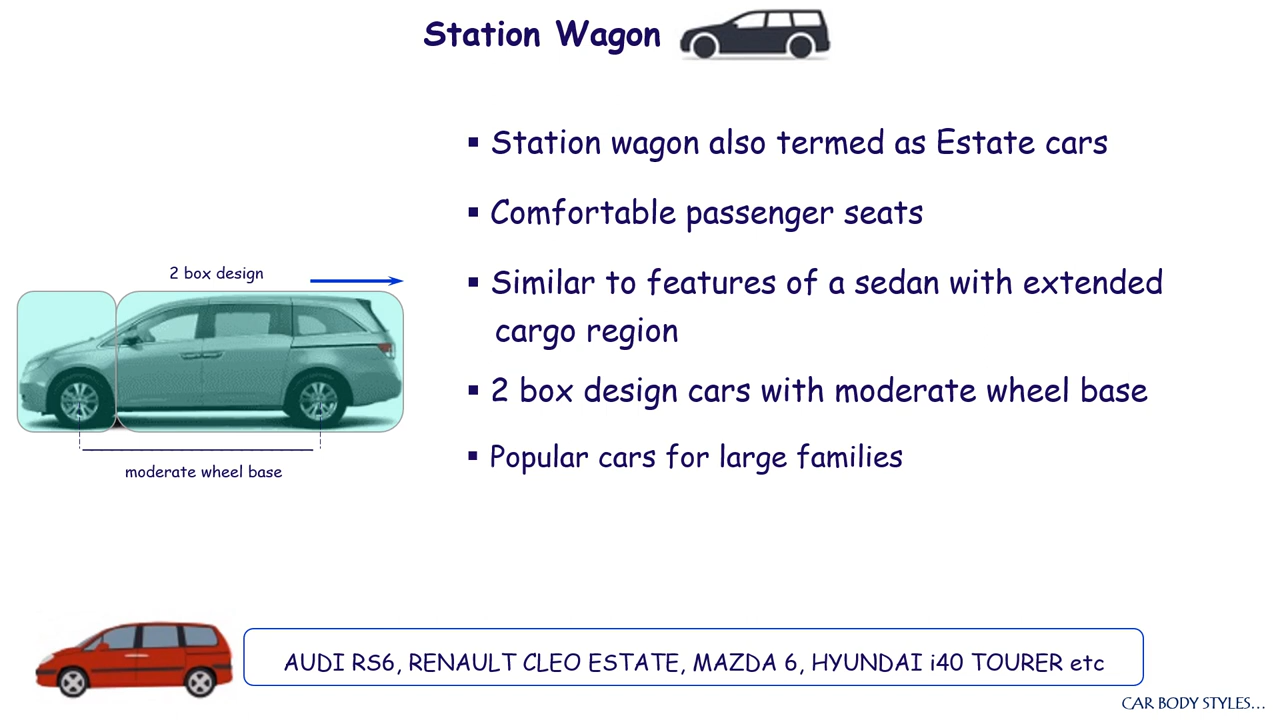 Station Wagon
▪ Station wagon also termed as Estate cars
▪ Comfortable passenger seats
▪ Similar to features of a sedan with extended
cargo region
▪ 2 box design cars with moderate wheel base
▪ Popular cars for large families
2 box design
moderate wheel base
AUDI RS6, RENAULT CLEO ESTATE, MAZDA 6, HYUNDAI i40 TOURER etc
CAR BODY STYLES...